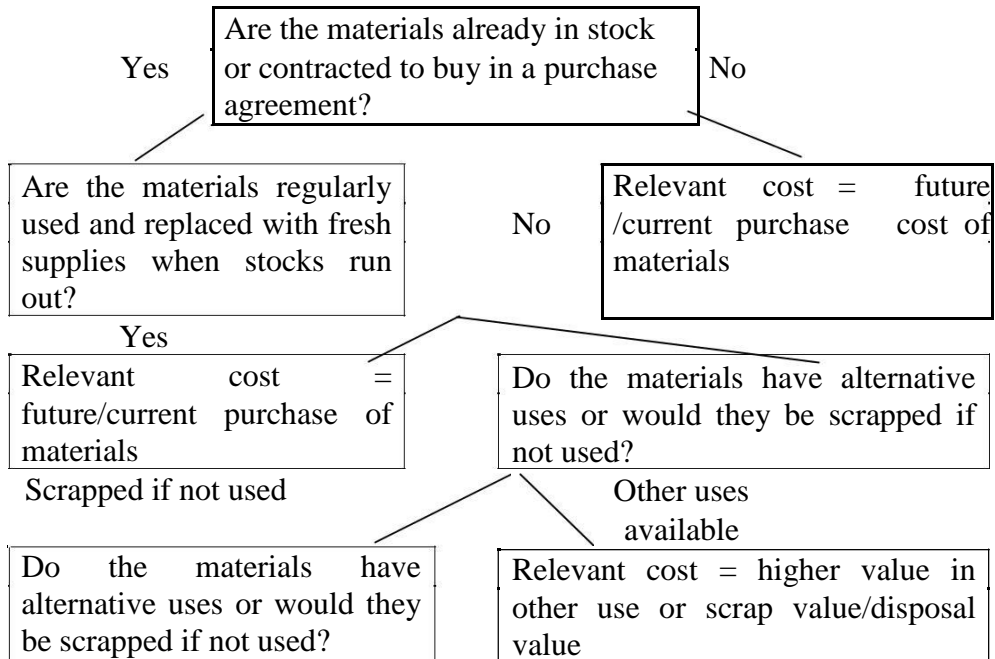 Are the materials already in stock
Yes or contracted to buy in a purchase No
agreement?
Are the materials regularly
used and replaced with fresh
supplies when stocks run
out?
No
Relevant cost = future
/current purchase cost of
materials
Yes
Relevant cost =
future/current purchase of
materials
Do the materials have alternative
uses or would they be scrapped if
not used?
Scrapped if not used
Other uses
available
Do the materials have
alternative uses or would they
be scrapped if not used?
Relevant cost = higher value in
other use or scrap value/disposal
value